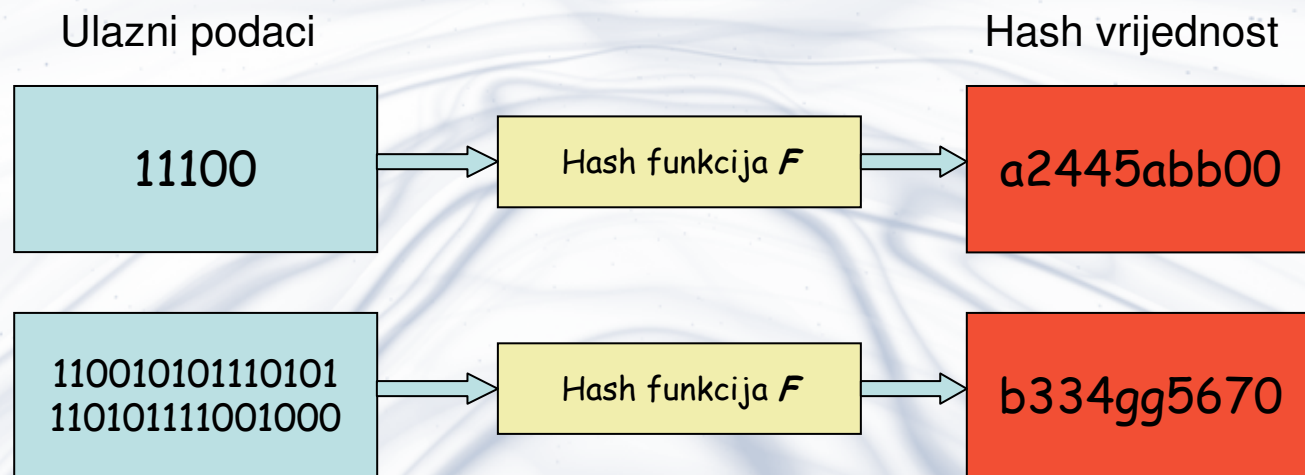 Ulazni podaci
Hash vrijednost
11100
Hash funkcija F
a2445abb00
110010101110101
110101111001000
Hash funkcija F
b334gg5670